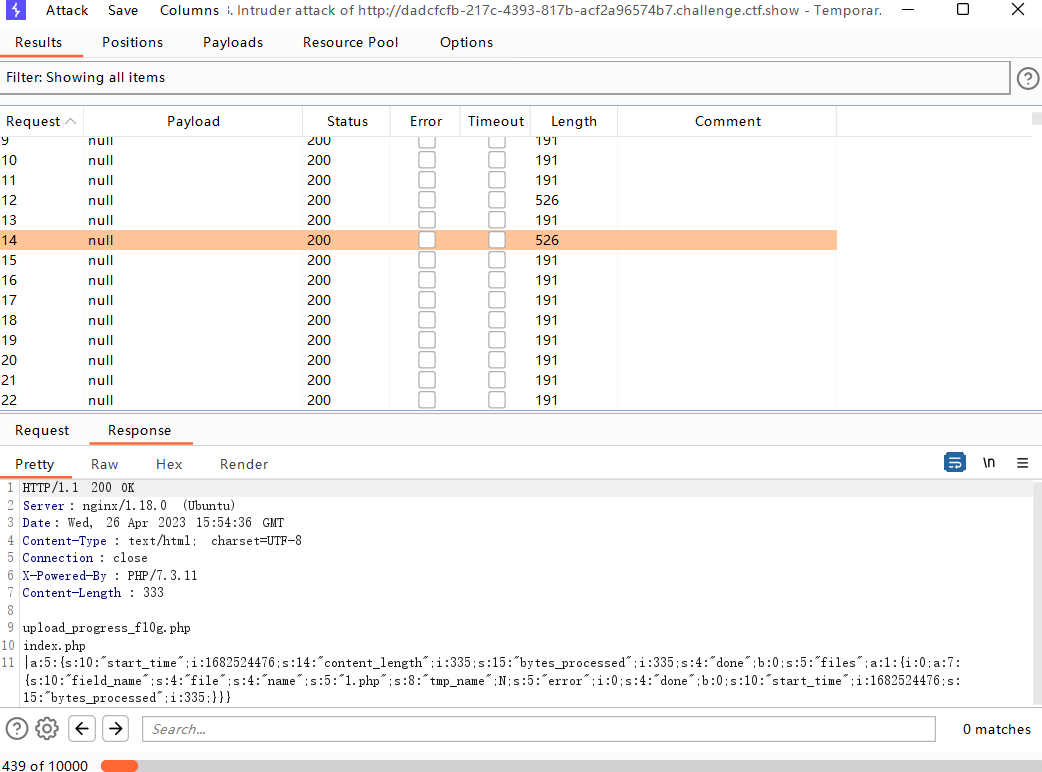 Attack Save Columns 3. Intruder attack of http://dadcfcfb-217c-4393-817b-acf2a96574b7.challenge.ctf.show - Temporar.
Results Positions Payloads Resource Pool Options
Filter: Showing all items
Request Payload Status Error Timeout Length Comment
9 null 200 191
10 null 200 191
11 null 200 191
12 null 200 526
13 null 200 191
14 null 200 526
15 null 200 191
16 null 200 191
17 null 200 191
18 null 200 191
19 null 200 191
20 null 200 191
21 null 200 191
22 null 200 191
Request Response
Pretty Raw Hex Render \n
1 HTTP/1.1 200 OK
2 Server: nginx/1.18.0 (Ubuntu)
3 Date: Wed, 26 Apr 2023 15:54:36 GMT
4 Content-Type: text/html; charset=UTF-8
5 Connection: close
6 X-Powered-By: PHP/7.3.11
7 Content-Length: 333
8
9 upload_progress_fl0g.php
10 index.php
11 |a:5:{s:10:"start_time";i:1682524476;s:14:"content_length";i:335;s:15:"bytes_processed";i:335;s:4:"done";b:0;s:5:"files";a:1:{i:0;a:7:
{s:10:"field_name";s:4:"file";s:4:"name";s:5:"1.php";s:8:"tmp_name";N;s:5:"error";i:0;s:4:"done";b:0;s:10:"start_time";i:1682524476;s:
15:"bytes_processed";i:335;}}}
Search... 0 matches
439 of 10000